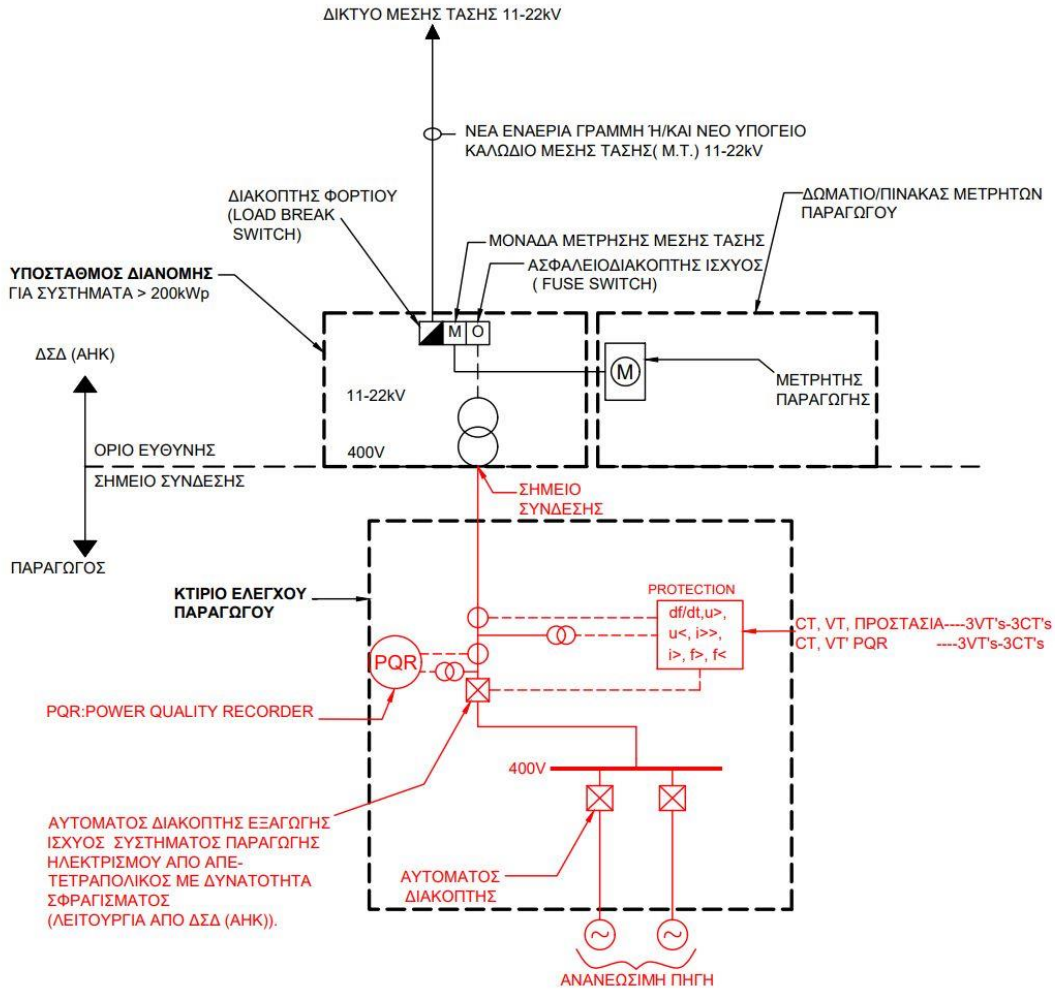 ΔΙΚΤΥΟ ΜΕΣΗΣ ΤΑΣΗΣ 11-22kV
ΝΕΑ ΕΝΑΕΡΙΑ ΓΡΑΜΜΗ Ή/ΚΑΙ ΝΕΟ ΥΠΟΓΕΙΟ
ΚΑΛΩΔΙΟ ΜΕΣΗΣ ΤΑΣΗΣ( Μ.Τ.) 11-22kV
ΔΙΑΚΟΠΤΗΣ ΦΟΡΤΙΟΥ
(LOAD BREAK
SWITCH)
ΔΩΜΑΤΙΟ/ΠΙΝΑΚΑΣ ΜΕΤΡΗΤΩΝ
ΠΑΡΑΓΩΓΟΥ
ΜΟΝΑΔΑ ΜΕΤΡΗΣΗΣ ΜΕΣΗΣ ΤΑΣΗΣ
ΑΣΦΑΛΕΙΟΔΙΑΚΟΠΤΗΣ ΙΣΧΥΟΣ
( FUSE SWITCH)
ΥΠΟΣΤΑΘΜΟΣ ΔΙΑΝΟΜΗΣ
ΓΙΑ ΣΥΣΤΗΜΑΤΑ > 200kWp
M O
ΔΣΔ (ΑΗΚ)
M
ΜΕΤΡΗΤΗΣ
ΠΑΡΑΓΩΓΗΣ
11-22kV
400V
ΟΡΙΟ ΕΥΘΥΝΗΣ
ΣΗΜΕΙΟ ΣΥΝΔΕΣΗΣ
ΣΗΜΕΙΟ
ΣΥΝΔΕΣΗΣ
ΠΑΡΑΓΩΓΟΣ
ΚΤΙΡΙΟ ΕΛΕΓΧΟΥ
ΠΑΡΑΓΩΓΟΥ
PROTECTION
df/dt,u>,
u<, i>>,
i>, f>, f<
CT, VT, ΠΡΟΣΤΑΣΙΑ----3VT's-3CT's
CT, VT' PQR ----3VT's-3CT's
PQR
PQR:POWER QUALITY RECORDER
400V
ΑΥΤΟΜΑΤΟΣ ΔΙΑΚΟΠΤΗΣ ΕΞΑΓΩΓΗΣ
ΙΣΧΥΟΣ ΣΥΣΤΗΜΑΤΟΣ ΠΑΡΑΓΩΓΗΣ
ΗΛΕΚΤΡΙΣΜΟΥ ΑΠΟ ΑΠΕ-
ΤΕΤΡΑΠΟΛΙΚΟΣ ΜΕ ΔΥΝΑΤΟΤΗΤΑ
ΣΦΡΑΓΙΣΜΑΤΟΣ
(ΛΕΙΤΟΥΡΓΙΑ ΑΠΟ ΔΣΔ (ΑΗΚ)).
ΑΥΤΟΜΑΤΟΣ
ΔΙΑΚΟΠΤΗΣ
ΑΝΑΝΕΩΣΙΜΗ ΠΗΓΗ